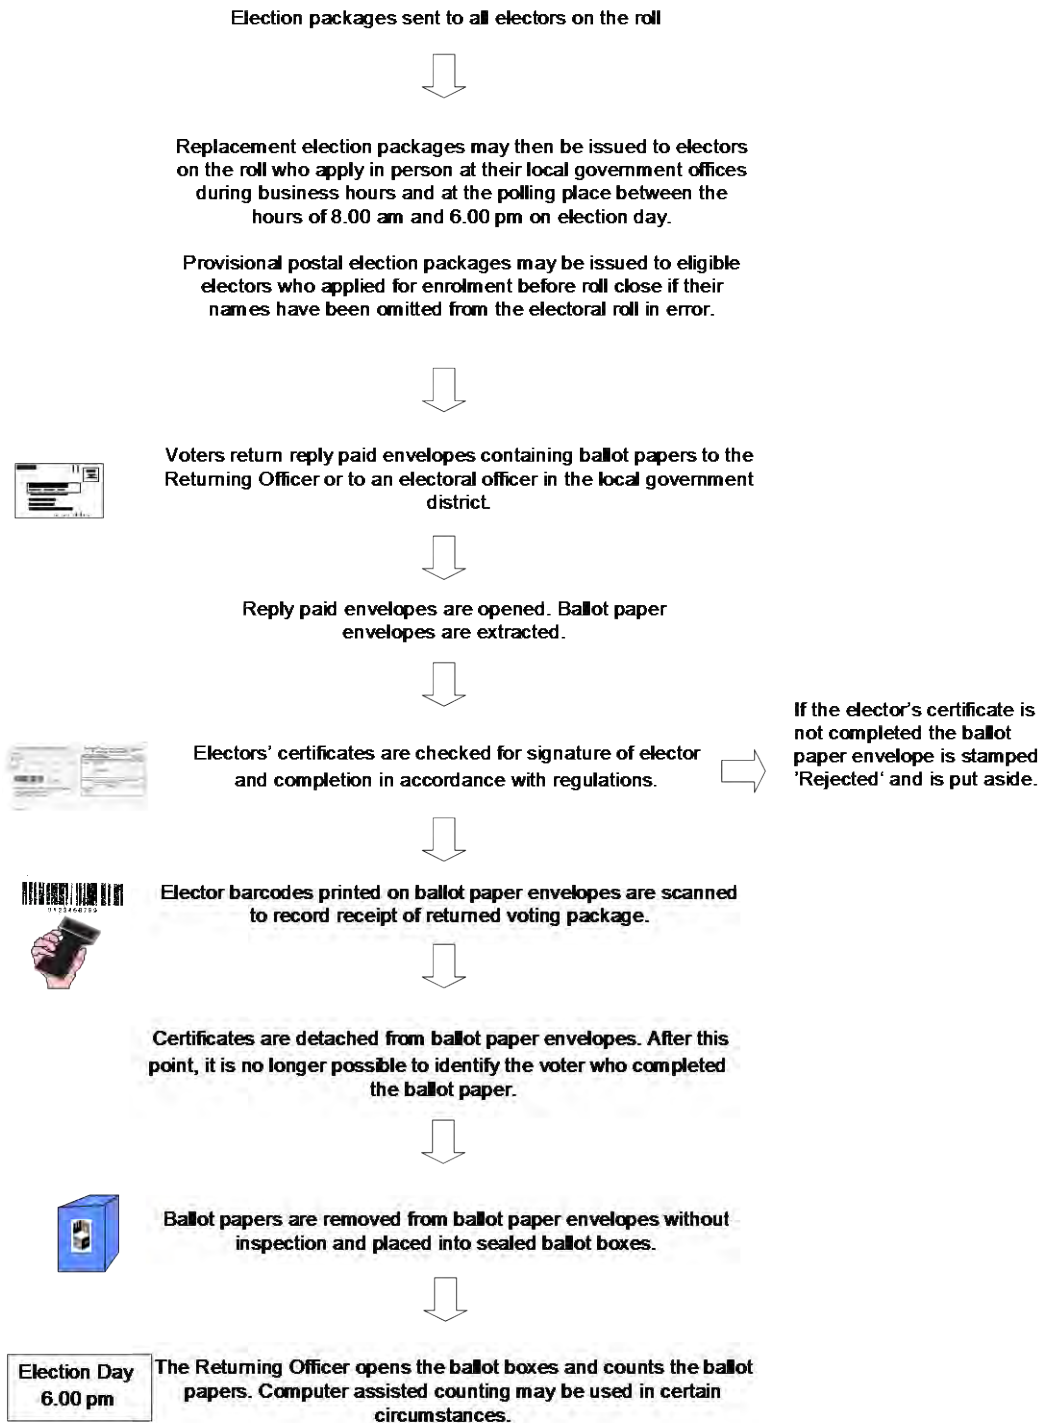 Election packages sent to all electors on the roll
Replacement election packages may then be issued to electors
on the roll who apply in person at their local government offices
during business hours and at the polling place between the
hours of 8.00 am and 6.00 pm on election day.
Provisional postal election packages may be issued to eligible
electors who applied for enrolment before roll close if their
names have been omitted from the electoral roll in error.
Voters return reply paid envelopes containing ballot papers to the
Returning Officer or to an electoral officer in the local government
district.
Reply paid envelopes are opened. Ballot paper
envelopes are extracted.
Electors' certificates are checked for signature of elector
and completion in accordance with regulations.
If the elector's certificate is
not completed the ballot
paper envelope is stamped
'Rejected' and is put aside.
Elector barcodes printed on ballot paper envelopes are scanned
to record receipt of returned voting package.
Certificates are detached from ballot paper envelopes. After this
point, it is no longer possible to identify the voter who completed
the ballot paper.
Ballot papers are removed from ballot paper envelopes without
inspection and placed into sealed ballot boxes.
Election Day
6.00 pm
The Returning Officer opens the ballot boxes and counts the ballot
papers. Computer assisted counting may be used in certain
circumstances.